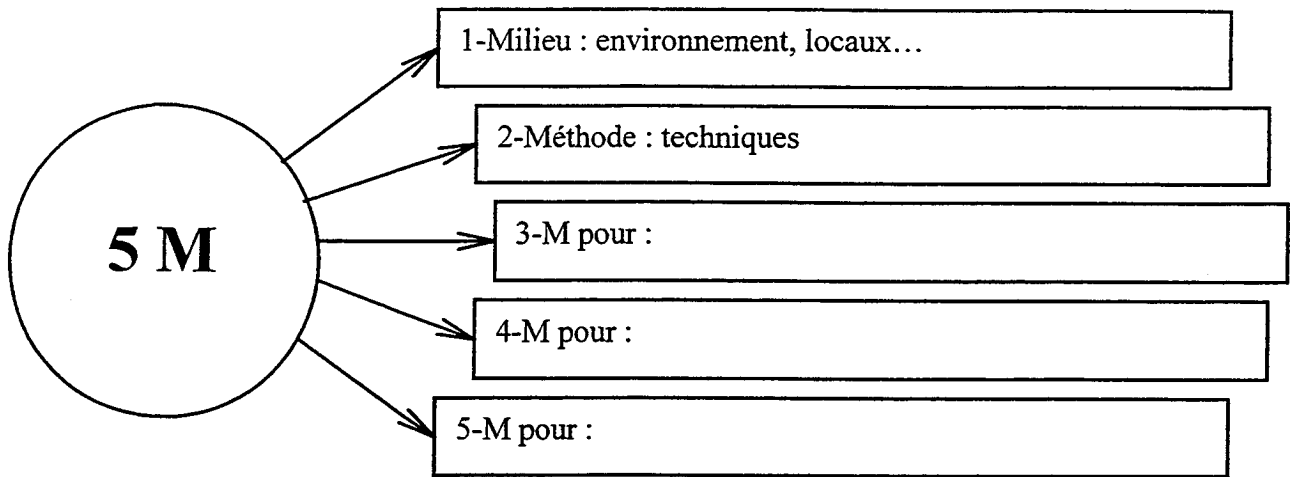 1-Milieu : environnement, locaux...
2-Méthode : techniques
5 M
3-M pour :
4-M pour :
5-M pour :